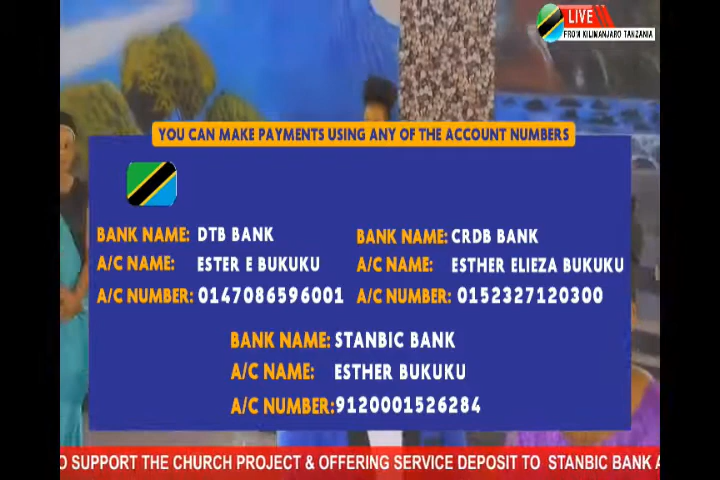 LIVE
FROM KILIMANJARO TANZANIA
YOU CAN MAKE PAYMENTS USING ANY OF THE ACCOUNT NUMBERS
BANK NAME: DTB BANK
A/C NAME: ESTER E BUKUKU
A/C NUMBER: 0147086596001
BANK NAME: CRDB BANK
A/C NAME: ESTHER ELIEZA BUKUKU
A/C NUMBER: 0152327120300
BANK NAME: STANBIC BANK
A/C NAME: ESTHER BUKUKU
A/C NUMBER:9120001526284
O SUPPORT THE CHURCH PROJECT & OFFERING SERVICE DEPOSIT TO STANBIC BANK A